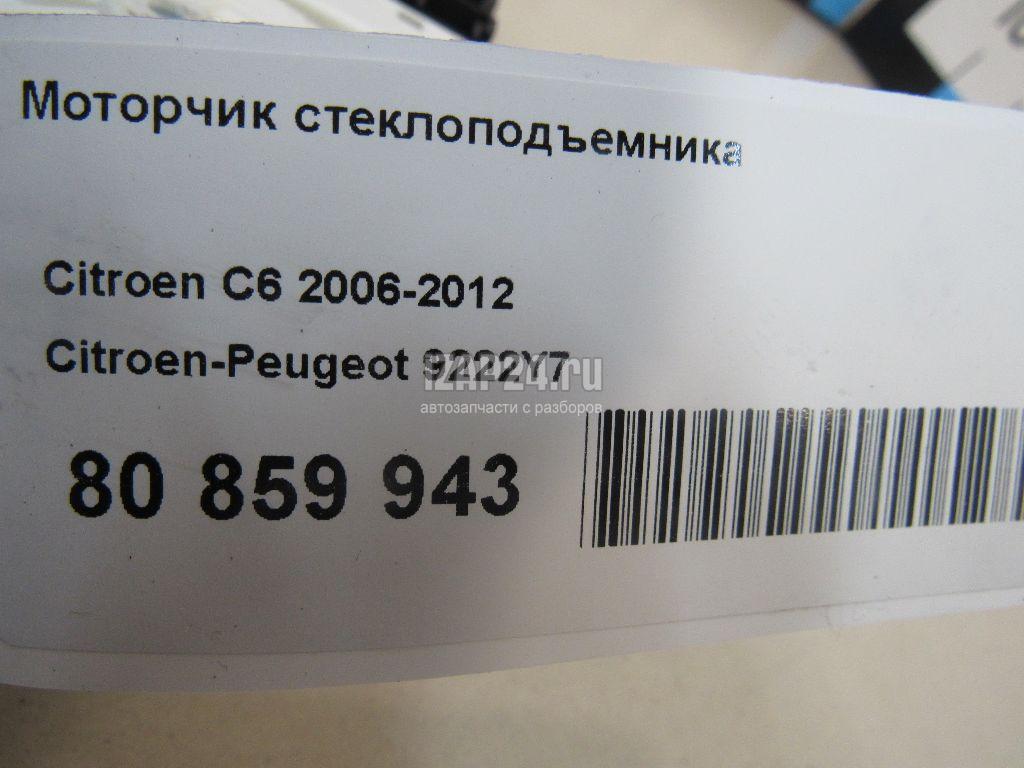 Моторчик стеклоподъемника
Citroen C6 2006-2012
Citroen-Peugeot 9222Y7
IZAP24.ru
автозапчасти с разборов
80 859 943